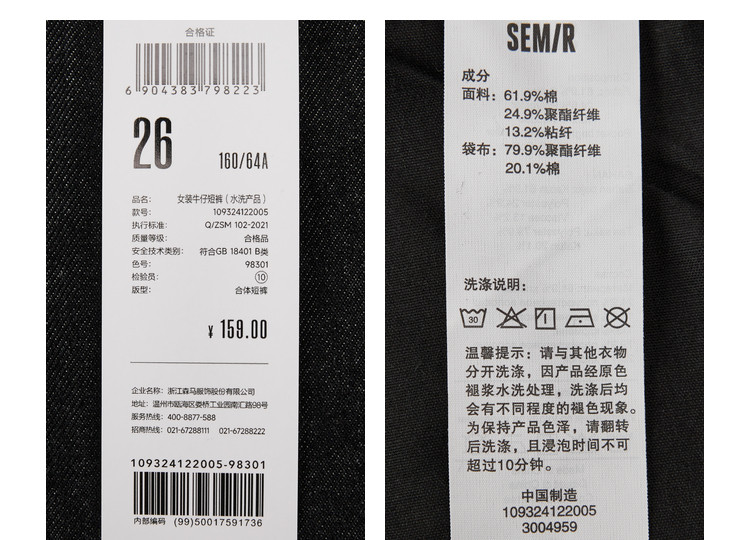 合格证
6 904383 798223
26
160/64A
品名: 女装牛仔短裤(水洗产品)
款号: 109324122005
执行标准: Q/ZSM 102-2021
质量等级: 合格品
安全技术类别: 符合GB 18401 B类
色号: 98301
检验员: 10
版型: 合体短裤
¥ 159.00
企业名称: 浙江森马服饰股份有限公司
地址: 温州市瓯海区娄桥工业园南汇路98号
服务热线: 400-8877-588
招商热线: 021-67288111 021-67288222
109324122005-98301
内部编码 (99)50017591736
SEM/R
成分
面料: 61.9%棉
24.9%聚酯纤维
13.2%粘纤
袋布: 79.9%聚酯纤维
20.1%棉
洗涤说明:
30
温馨提示: 请与其他衣物
分开洗涤, 因产品经原色
褪浆水洗处理, 洗涤后均
会有不同程度的褪色现象。
为保持产品色泽, 请翻转
后洗涤, 且浸泡时间不可
超过10分钟。
中国制造
109324122005
3004959